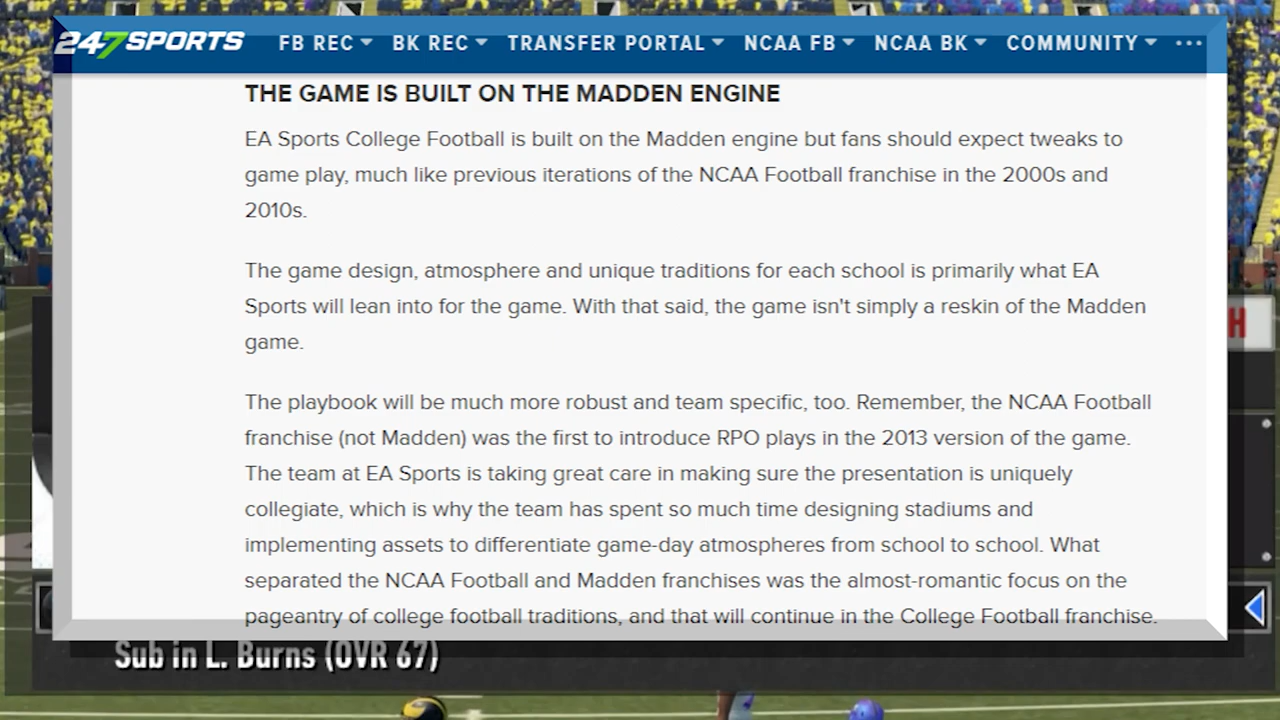 247SPORTS FB REC BK REC TRANSFER PORTAL NCAA FB NCAA BK COMMUNITY
THE GAME IS BUILT ON THE MADDEN ENGINE
EA Sports College Football is built on the Madden engine but fans should expect tweaks to
game play, much like previous iterations of the NCAA Football franchise in the 2000s and
2010s.
The game design, atmosphere and unique traditions for each school is primarily what EA
Sports will lean into for the game. With that said, the game isn't simply a reskin of the Madden
game.
The playbook will be much more robust and team specific, too. Remember, the NCAA Football
franchise (not Madden) was the first to introduce RPO plays in the 2013 version of the game.
The team at EA Sports is taking great care in making sure the presentation is uniquely
collegiate, which is why the team has spent so much time designing stadiums and
implementing assets to differentiate game-day atmospheres from school to school. What
separated the NCAA Football and Madden franchises was the almost-romantic focus on the
pageantry of college football traditions, and that will continue in the College Football franchise.
H
Sub in L. Burns (OVR 67)